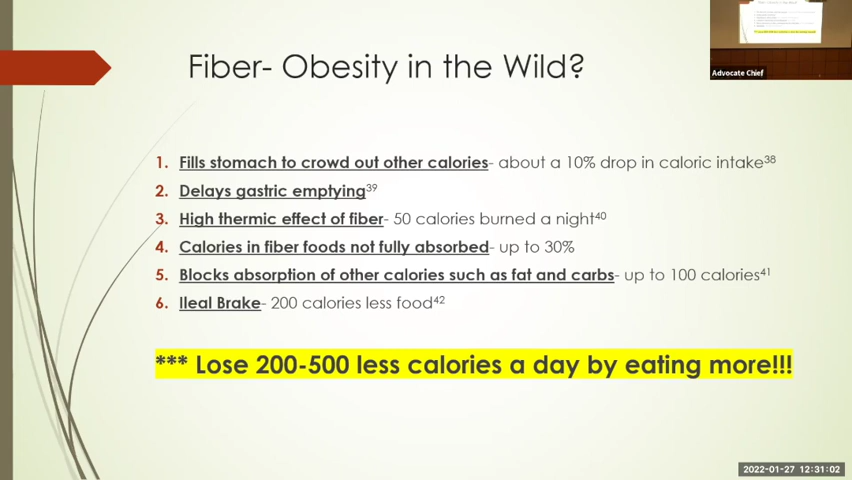 Fiber- Obesity in the Wild?
1. Fills stomach to crowd out other calories- about a 10% drop in caloric intake38
2. Delays gastric emptying39
3. High thermic effect of fiber- 50 calories burned a night40
4. Calories in fiber foods not fully absorbed- up to 30%
5. Blocks absorption of other calories such as fat and carbs- up to 100 calories41
6. Ileal Brake- 200 calories less food42
*** Lose 200-500 less calories a day by eating more!!!
Advocate Chief
2022-01-27 12:31:02